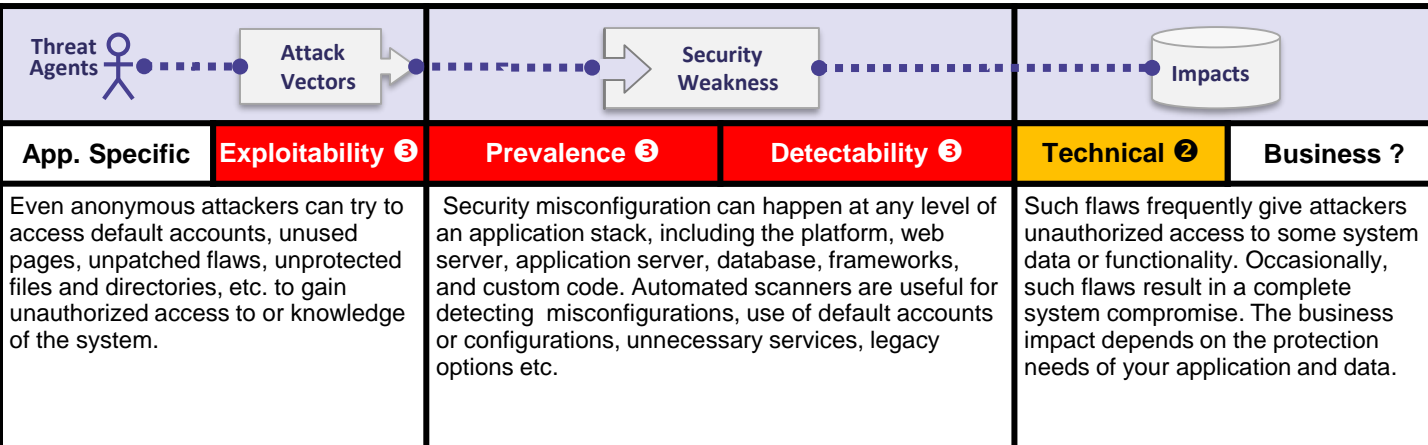 Threat
Agents
Attack
Vectors
Security
Weakness
Impacts
App. Specific
Exploitability ❸
Prevalence ❸
Detectability ❸
Technical ❷
Business ?
Even anonymous attackers can try to
access default accounts, unused
pages, unpatched flaws, unprotected
files and directories, etc. to gain
unauthorized access to or knowledge
of the system.
Security misconfiguration can happen at any level of
an application stack, including the platform, web
server, application server, database, frameworks,
and custom code. Automated scanners are useful for
detecting misconfigurations, use of default accounts
or configurations, unnecessary services, legacy
options etc.
Such flaws frequently give attackers
unauthorized access to some system
data or functionality. Occasionally,
such flaws result in a complete
system compromise. The business
impact depends on the protection
needs of your application and data.